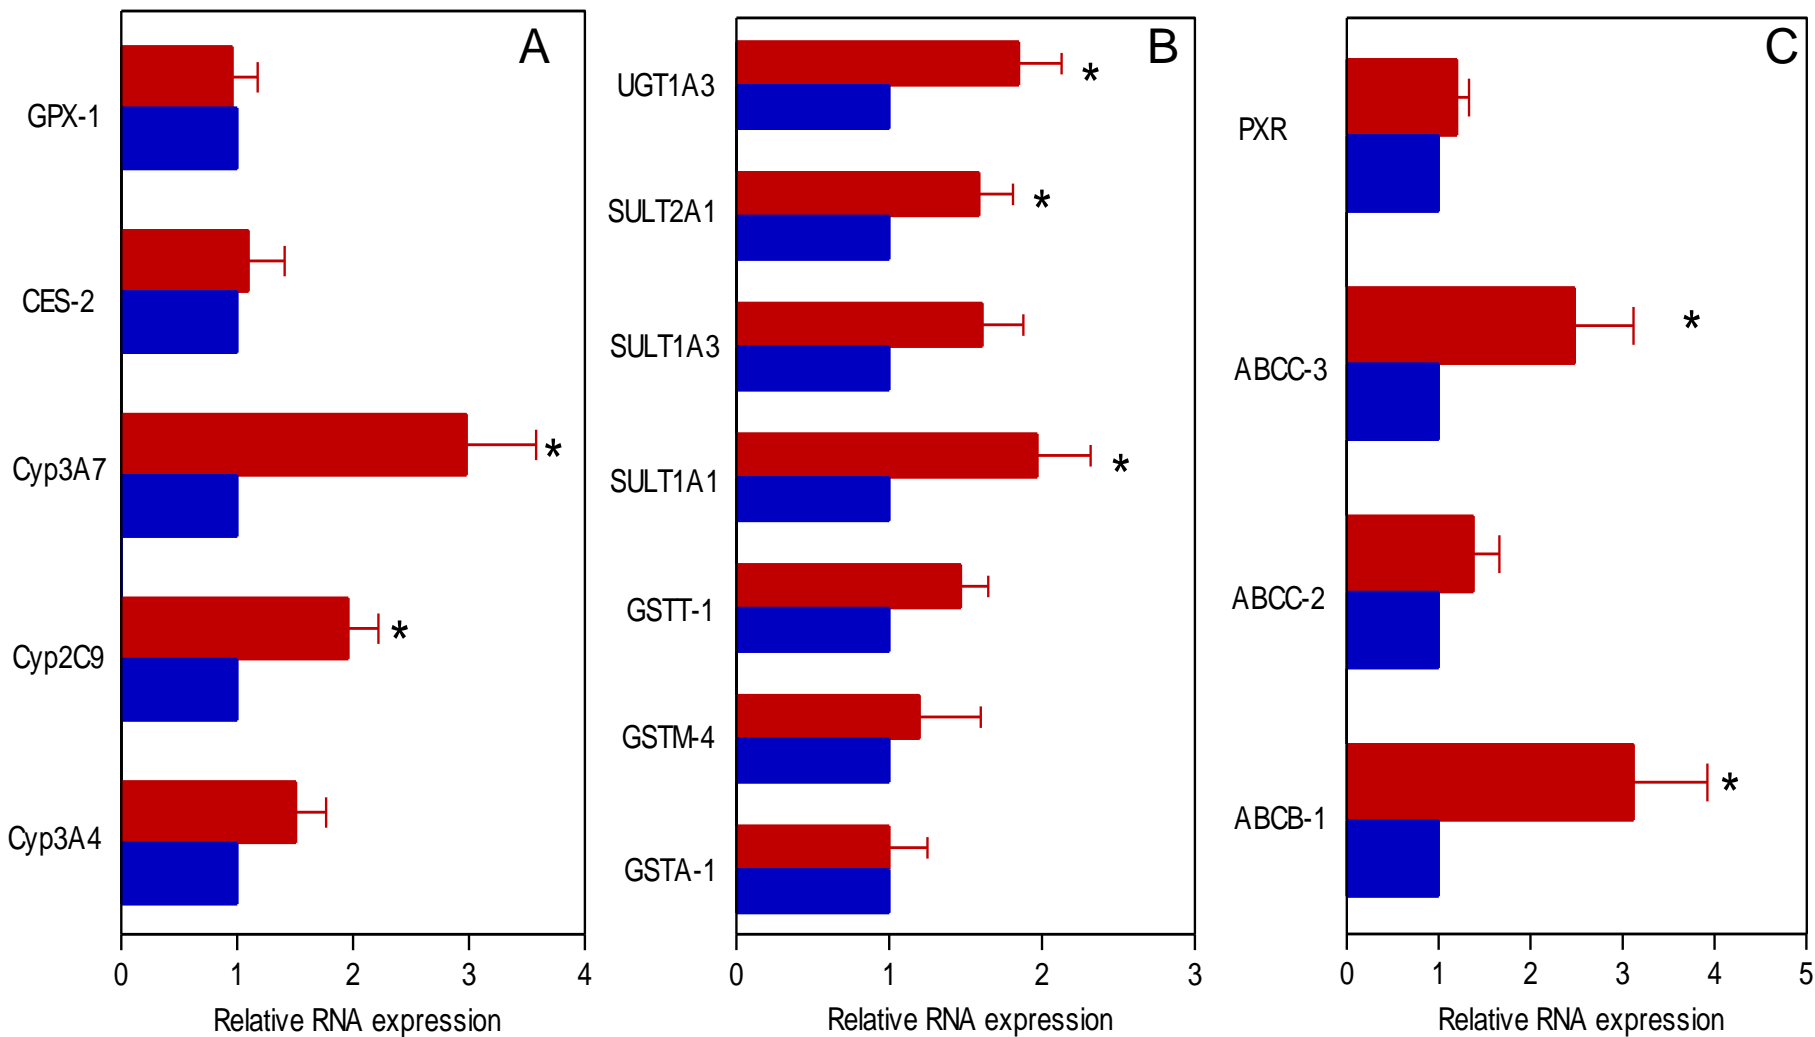 A
GPX-1
CES-2
Cyp3A7
*
Cyp2C9
*
Cyp3A4
0 1 2 3 4
Relative RNA expression
B
UGT1A3
*
SULT2A1
*
SULT1A3
SULT1A1
*
GSTT-1
GSTM-4
GSTA-1
0 1 2 3
Relative RNA expression
C
PXR
ABCC-3
*
ABCC-2
ABCB-1
*
0 1 2 3 4 5
Relative RNA expression